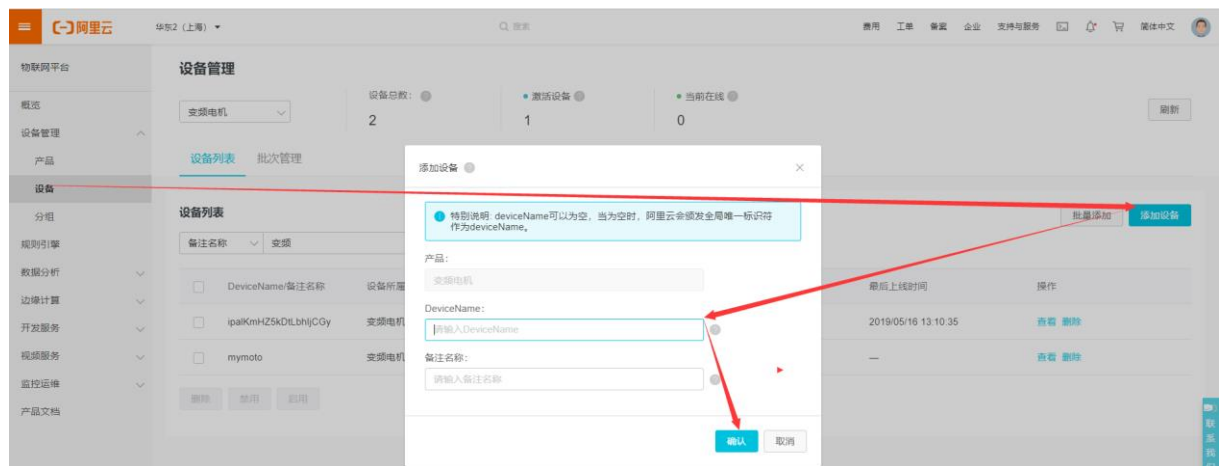 阿里云
华东2（上海）
搜索
费用 工单 备案 企业 支持与服务 简体中文
物联网平台
概览
设备管理
产品
设备
分组
规则引擎
数据分析
边缘计算
开发服务
视频服务
监控运维
产品文档
设备管理
变频电机
设备总数：
2
激活设备
1
当前在线
0
刷新
设备列表 批次管理
设备列表
批量添加 添加设备
备注名称 变频
DeviceName/备注名称 设备所属 最后上线时间 操作
变频电机 2019/05/16 13:10:35 查看 删除
mymoto 变频电机 — 查看 删除
删除 禁用 启用
添加设备
特别说明: deviceName可以为空，当为空时，阿里云会颁发全局唯一标识符
作为deviceName。
产品：
变频电机
DeviceName：
请输入DeviceName
备注名称：
请输入备注名称
确认 取消
联系我